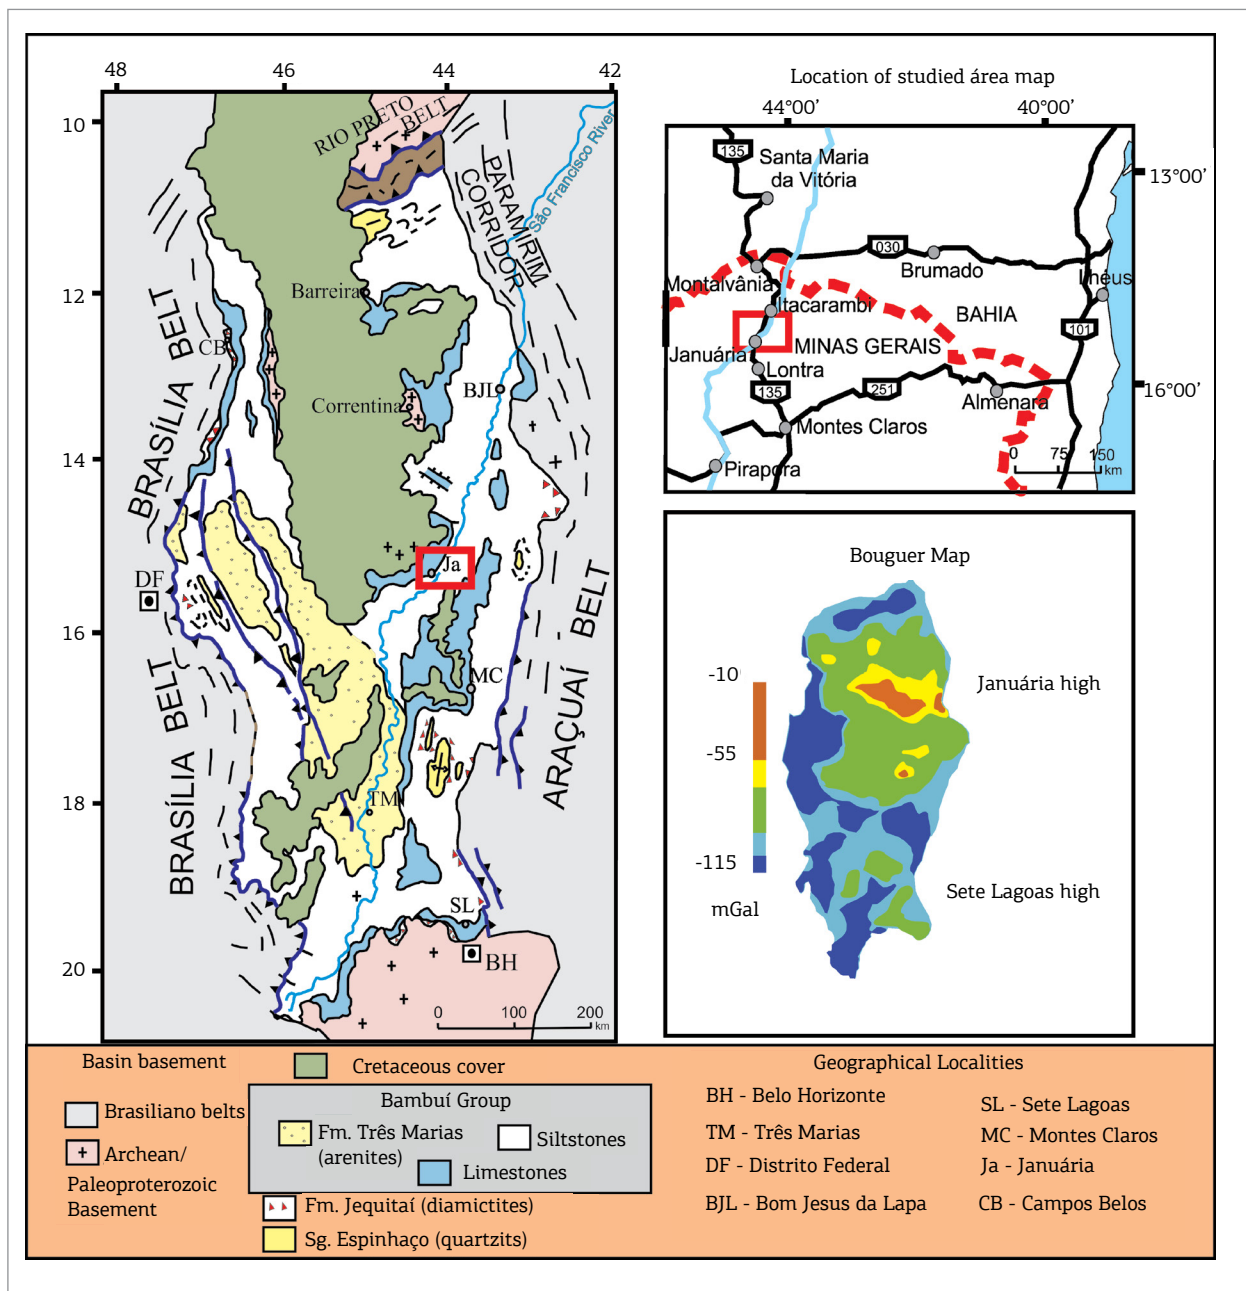 48
46
44
42
10
12
14
16
18
20
RIO PRETO
BELT
PARAMIRIM
CORRIDOR
São Francisco River
Barreira
BRASÍLIA BELT
CB
BJL
Correntina
Ja
DF
MC
ARAÇUAÍ BELT
BRASÍLIA BELT
TM
SL
BH
0 100 200
km
Location of studied área map
44°00'
40°00'
13°00'
16°00'
135
Santa Maria
da Vitória
030
Brumado
Montalvânia
Ilhéus
Itacarambi
BAHIA
101
Januária
MINAS GERAIS
Lontra
135
251
Almenara
Montes Claros
Pirapora
0 75 150
km
Bouguer Map
-10
-55
-115
mGal
Januária high
Sete Lagoas high
Basin basement
Brasiliano belts
Archean/
Paleoproterozoic
Basement
Cretaceous cover
Bambuí Group
Fm. Três Marias
(arenites)
Siltstones
Limestones
Fm. Jequitaí (diamictites)
Sg. Espinhaço (quartzits)
Geographical Localities
BH - Belo Horizonte
TM - Três Marias
DF - Distrito Federal
BJL - Bom Jesus da Lapa
SL - Sete Lagoas
MC - Montes Claros
Ja - Januária
CB - Campos Belos